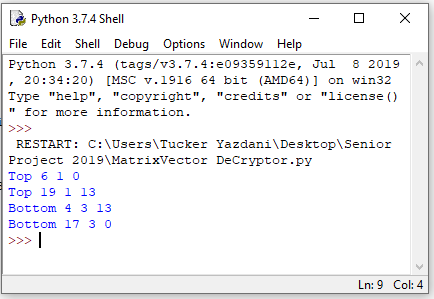 Python 3.7.4 Shell
File Edit Shell Debug Options Window Help
Python 3.7.4 (tags/v3.7.4:e09359112e, Jul  8 2019
, 20:34:20) [MSC v.1916 64 bit (AMD64)] on win32
Type "help", "copyright", "credits" or "license()
" for more information.
>>>
 RESTART: C:\Users\Tucker Yazdani\Desktop\Senior
Project 2019\MatrixVector DeCryptor.py
Top 6 1 0
Top 19 1 13
Bottom 4 3 13
Bottom 17 3 0
>>>
Ln: 9 Col: 4